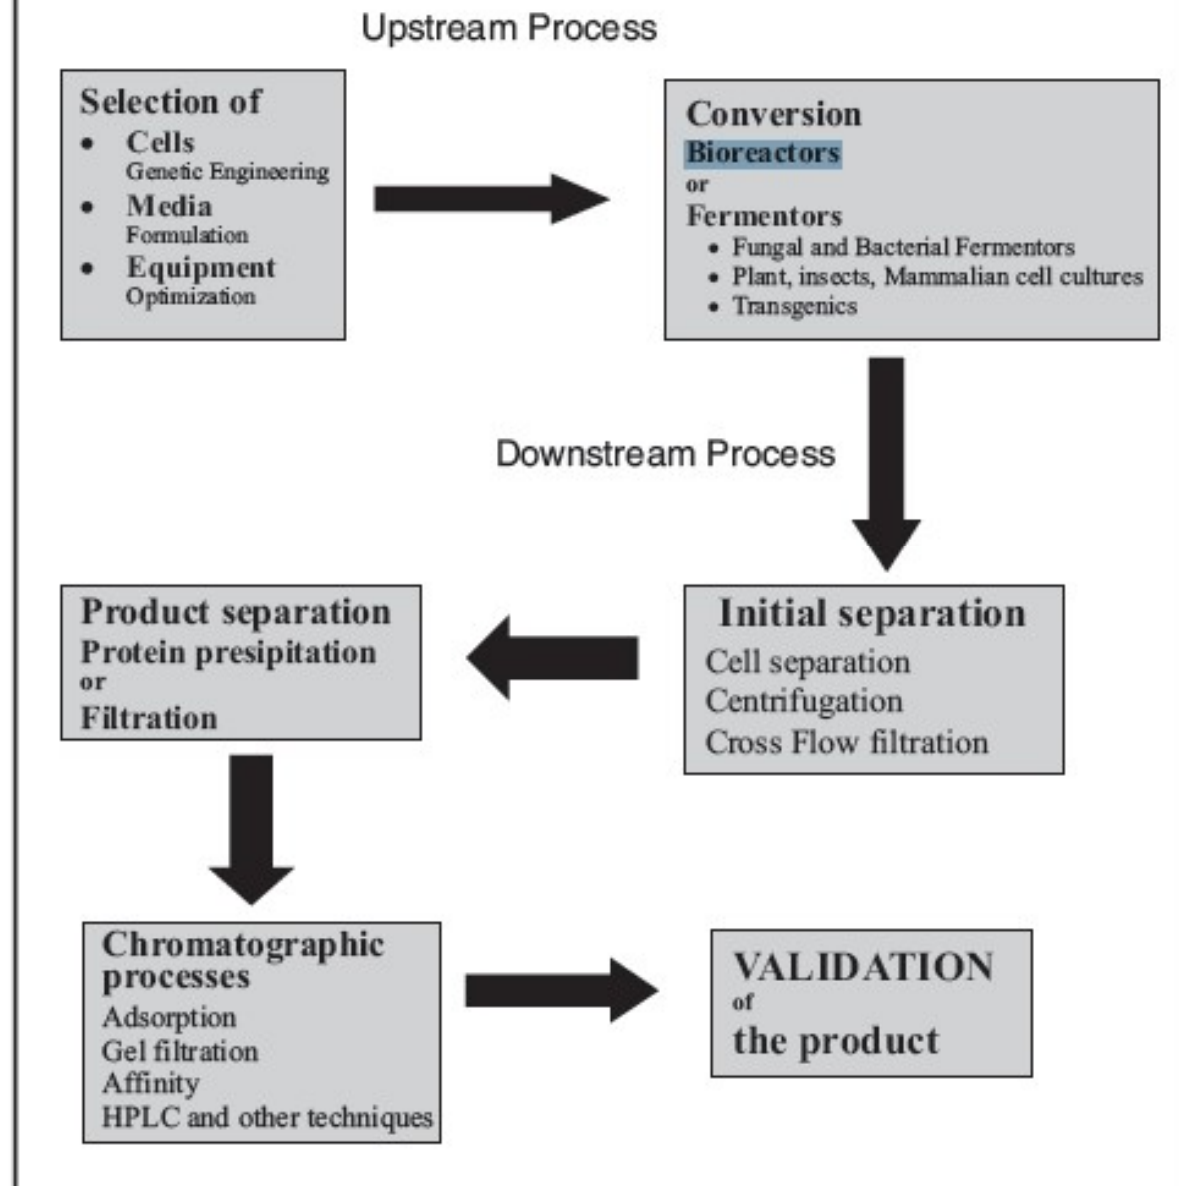 Upstream Process
Selection of
• Cells
Genetic Engineering
• Media
Formulation
• Equipment
Optimization
Conversion
Bioreactors
or
Fermentors
• Fungal and Bacterial Fermentors
• Plant, insects, Mammalian cell cultures
• Transgenics
Downstream Process
Initial separation
Cell separation
Centrifugation
Cross Flow filtration
Product separation
Protein presipitation
or
Filtration
Chromatographic
processes
Adsorption
Gel filtration
Affinity
HPLC and other techniques
VALIDATION
of
the product